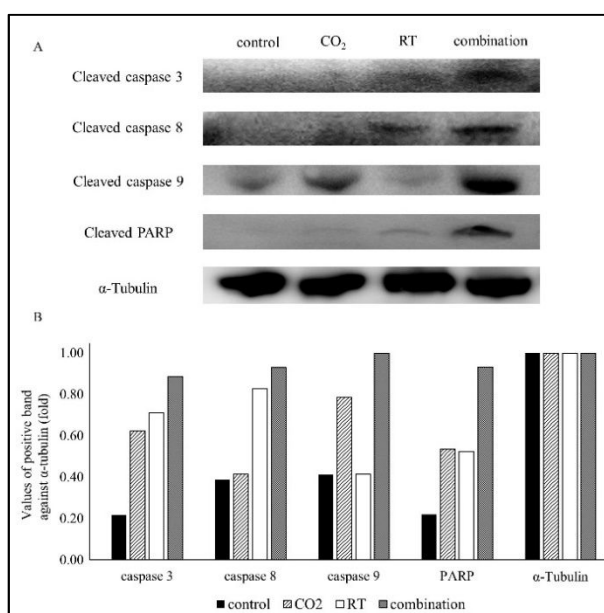 A
control CO₂ RT combination
Cleaved caspase 3
Cleaved caspase 8
Cleaved caspase 9
Cleaved PARP
α-Tubulin
B
Values of positive band
against α-tubulin (fold)
1.00
0.80
0.60
0.40
0.20
0.00
caspase 3 caspase 8 caspase 9 PARP α-Tubulin
control CO2 RT combination